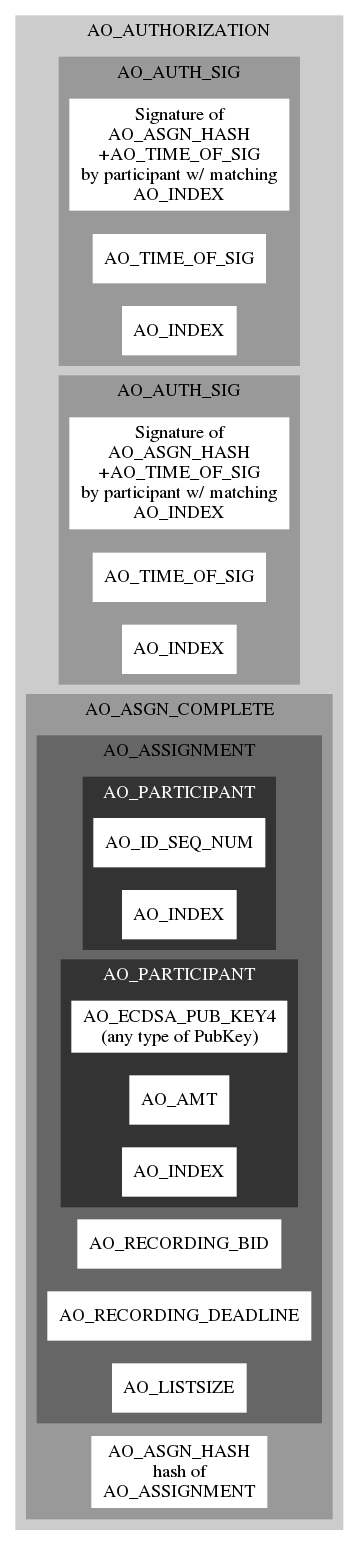 AO_AUTHORIZATION
AO_AUTH_SIG
Signature of
AO_ASGN_HASH
+AO_TIME_OF_SIG
by participant w/ matching
AO_INDEX
AO_TIME_OF_SIG
AO_INDEX
AO_AUTH_SIG
Signature of
AO_ASGN_HASH
+AO_TIME_OF_SIG
by participant w/ matching
AO_INDEX
AO_TIME_OF_SIG
AO_INDEX
AO_ASGN_COMPLETE
AO_ASSIGNMENT
AO_PARTICIPANT
AO_ID_SEQ_NUM
AO_INDEX
AO_PARTICIPANT
AO_ECDSA_PUB_KEY4
(any type of PubKey)
AO_AMT
AO_INDEX
AO_RECORDING_BID
AO_RECORDING_DEADLINE
AO_LISTSIZE
AO_ASGN_HASH
hash of
AO_ASSIGNMENT